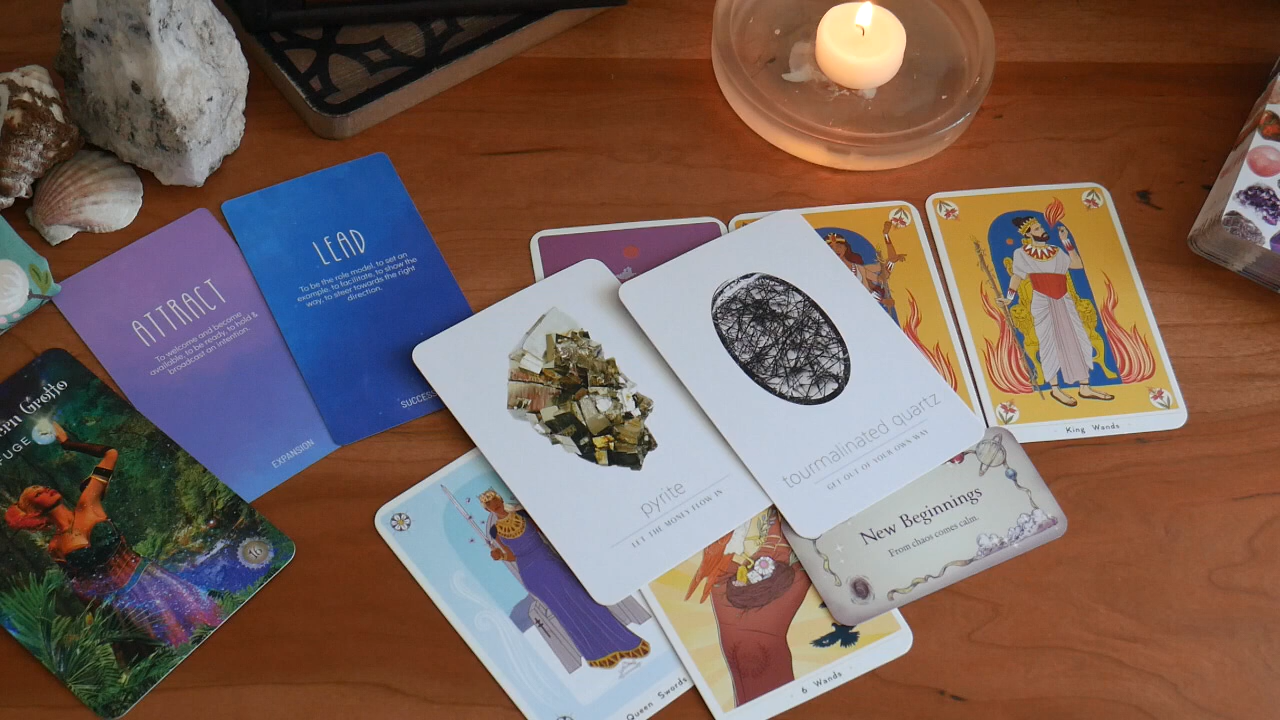 ATTRACT
To welcome and become
available, to be ready, to hold &
broadcast an intention.
EXPANSION
LEAD
To be the role model, to set an
example, to facilitate, to show the
way, to steer towards the right
direction.
SUCCESS
pyrite
LET THE MONEY FLOW IN
tourmalinated quartz
GET OUT OF YOUR OWN WAY
King Wands
New Beginnings
From chaos comes calm.
Queen Swords
6 Wands
16